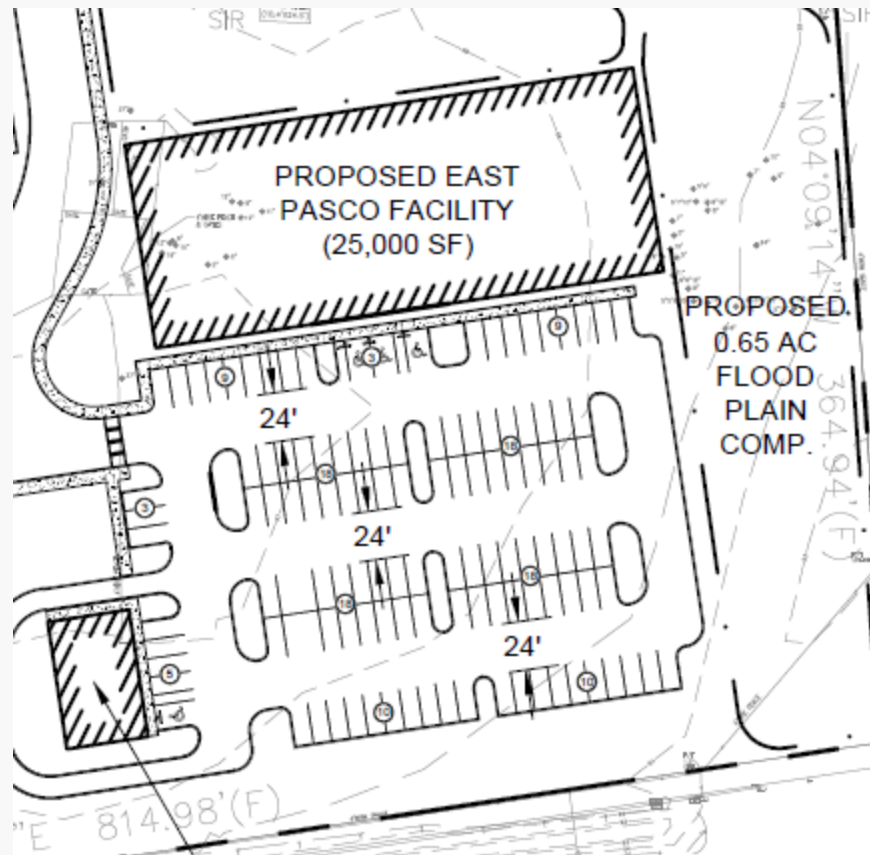 SIR
SIR
PROPOSED EAST
PASCO FACILITY
(25,000 SF)
N04°09'14"
364.94'(F)
PROPOSED
0.65 AC
FLOOD
PLAIN
COMP.
9
3
9
24'
18
18
3
24'
18
18
24'
5
10
10
"E 814.98'(F)